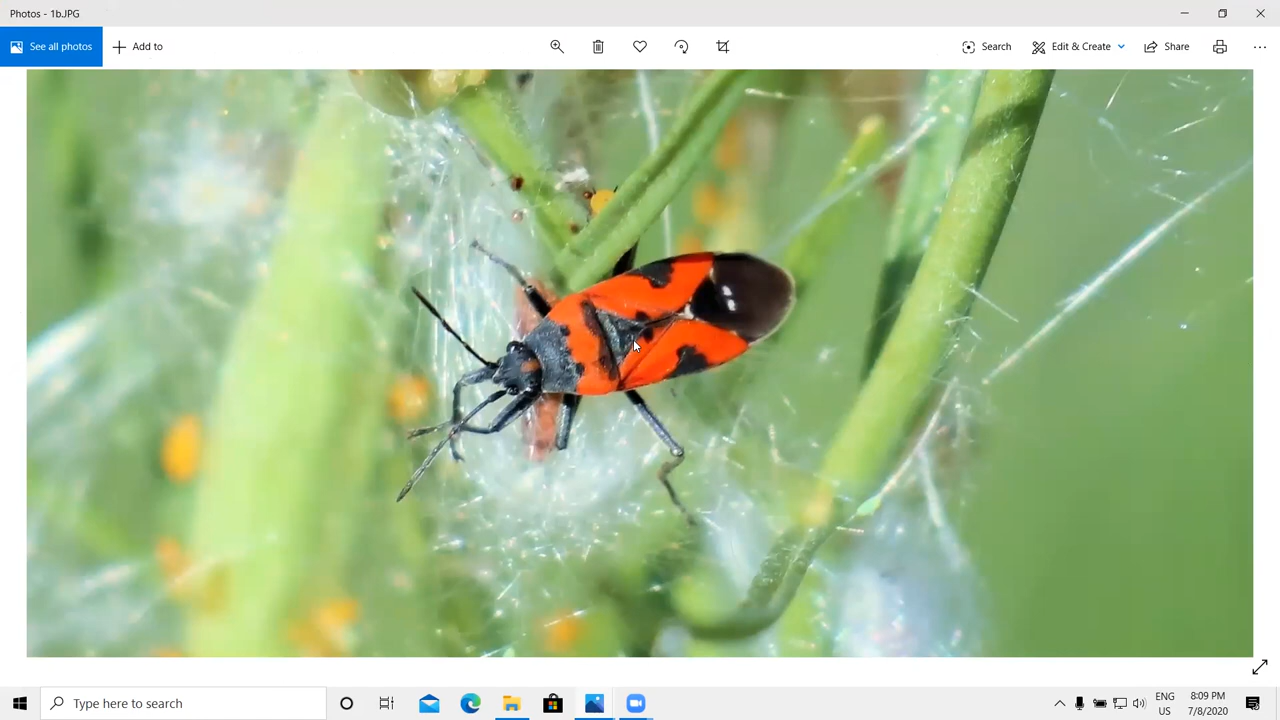 Photos - 1b.JPG
See all photos
Add to
Search
Edit & Create
Share
Type here to search
ENG
US
8:09 PM
7/8/2020